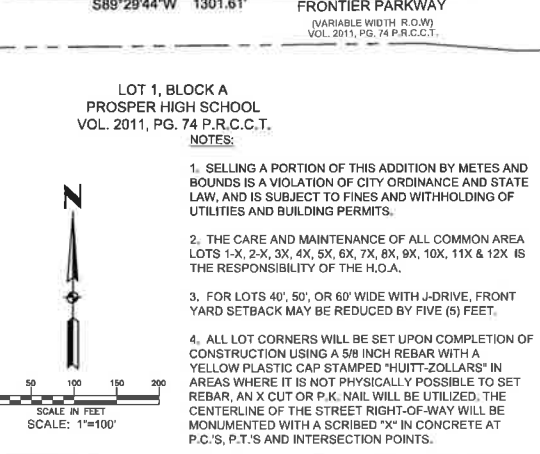 S89°29'44"W 1301.61'
FRONTIER PARKWAY
(VARIABLE WIDTH R.O.W)
VOL. 2011, PG. 74 P.R.C.C.T.
LOT 1, BLOCK A
PROSPER HIGH SCHOOL
VOL. 2011, PG. 74 P.R.C.C.T.
NOTES:
1. SELLING A PORTION OF THIS ADDITION BY METES AND
BOUNDS IS A VIOLATION OF CITY ORDINANCE AND STATE
LAW, AND IS SUBJECT TO FINES AND WITHHOLDING OF
UTILITIES AND BUILDING PERMITS.
2. THE CARE AND MAINTENANCE OF ALL COMMON AREA
LOTS 1-X, 2-X, 3X, 4X, 5X, 6X, 7X, 8X, 9X, 10X, 11X & 12X IS
THE RESPONSIBILITY OF THE H.O.A.
3. FOR LOTS 40', 50', OR 60' WIDE WITH J-DRIVE, FRONT
YARD SETBACK MAY BE REDUCED BY FIVE (5) FEET.
4. ALL LOT CORNERS WILL BE SET UPON COMPLETION OF
CONSTRUCTION USING A 5/8 INCH REBAR WITH A
YELLOW PLASTIC CAP STAMPED "HUITT-ZOLLARS" IN
AREAS WHERE IT IS NOT PHYSICALLY POSSIBLE TO SET
REBAR, AN X CUT OR P.K. NAIL WILL BE UTILIZED. THE
CENTERLINE OF THE STREET RIGHT-OF-WAY WILL BE
MONUMENTED WITH A SCRIBED "X" IN CONCRETE AT
P.C.'S, P.T.'S AND INTERSECTION POINTS.
N
50 100 150 200
SCALE IN FEET
SCALE: 1"=100'